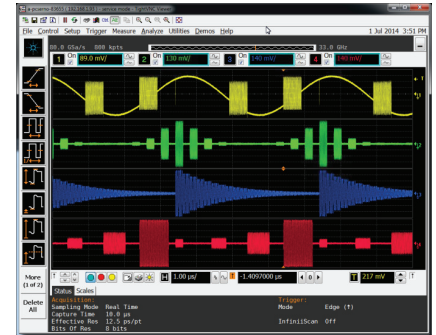 File Control Setup Trigger Measure Analyze Utilities Demos Help
1 Jul 2014 3:51 PM
80.0 GSa/s 800 kpts
33.0 GHz
1 89.0 mV/
2 130 mV/
3 140 mV/
4 140 mV/
More
(1 of 2)
Delete
All
H 1.00 µs/
-1.4097000 µs
0
T 217 mV
Status Scales
Acquisition:
Sampling Mode Real Time
Capture Time 10.0 µs
Effective Res 12.5 ps/pt
Bits Of Res 8 bits
Trigger:
Mode Edge (↑)
InfiniiScan Off